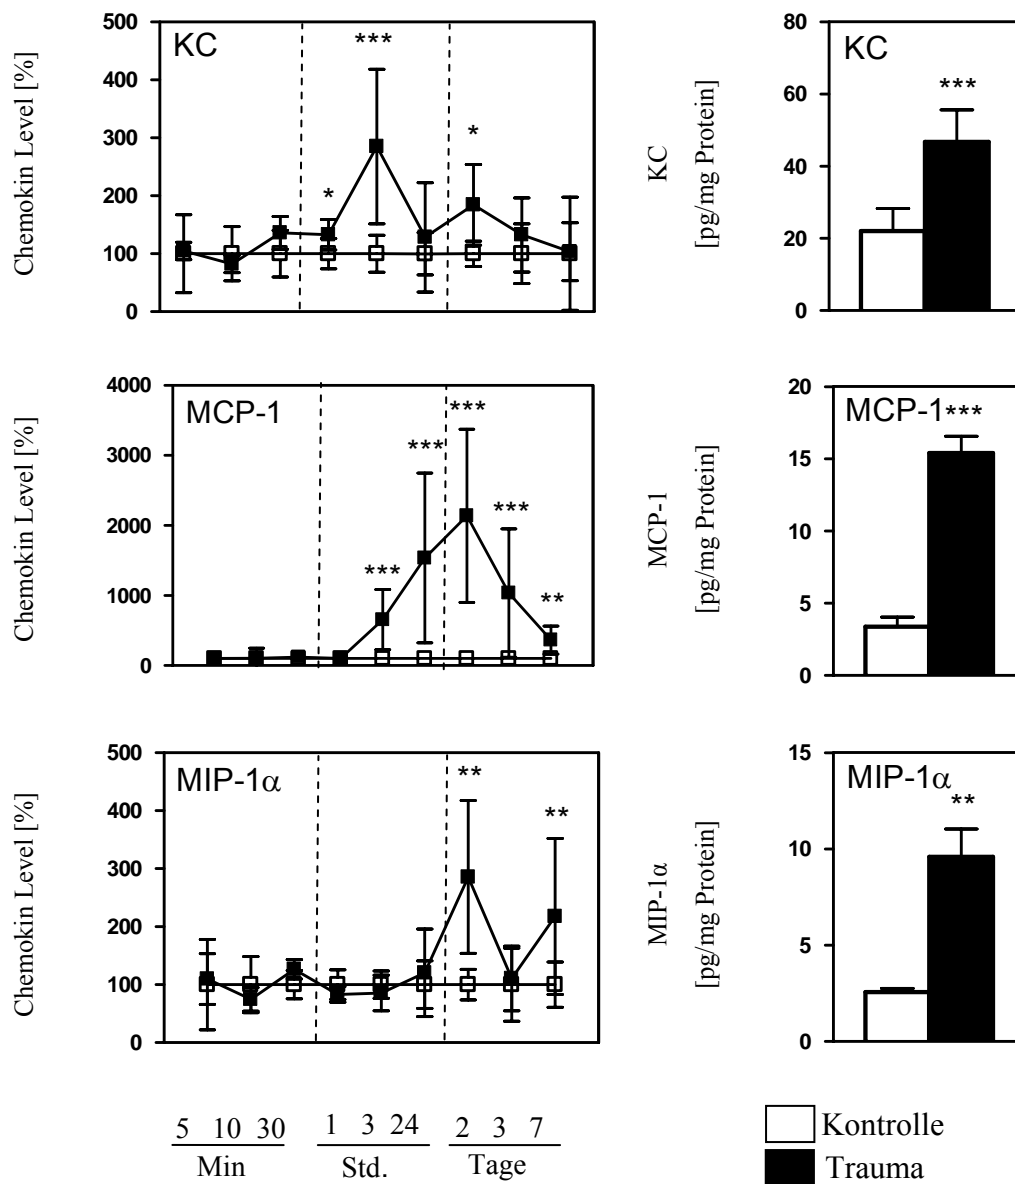 Chemokin Level [%]
500
400
300
200
100
0
KC
*
***
*
KC
[pg/mg Protein]
80
60
40
20
0
KC
***
Chemokin Level [%]
4000
3000
2000
1000
0
MCP-1
***
***
***
***
**
MCP-1
[pg/mg Protein]
20
15
10
5
0
MCP-1
***
Chemokin Level [%]
500
400
300
200
100
0
MIP-1α
**
**
MIP-1α
[pg/mg Protein]
15
10
5
0
MIP-1α
**
5 10 30 1 3 24 2 3 7
Min Std. Tage
Kontrolle
Trauma